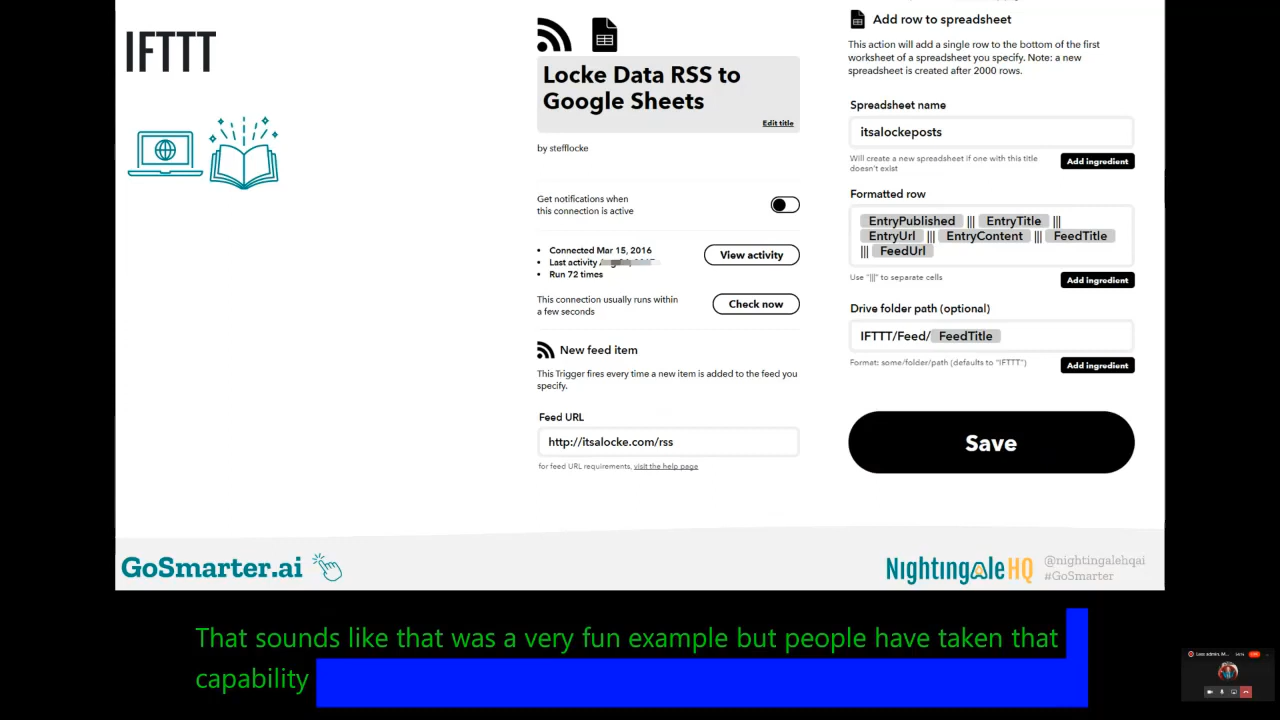 IFTTT
Locke Data RSS to
Google Sheets
Edit title
by stefflocke
Get notifications when
this connection is active
Connected Mar 15, 2016
Last activity
Run 72 times
View activity
This connection usually runs within
a few seconds
Check now
New feed item
This Trigger fires every time a new item is added to the feed you
specify.
Feed URL
http://itsalocke.com/rss
for feed URL requirements, visit the help page
Add row to spreadsheet
This action will add a single row to the bottom of the first
worksheet of a spreadsheet you specify. Note: a new
spreadsheet is created after 2000 rows.
Spreadsheet name
itsalockeposts
Will create a new spreadsheet if one with this title
doesn't exist
Add ingredient
Formatted row
EntryPublished ||| EntryTitle |||
EntryUrl ||| EntryContent ||| FeedTitle
||| FeedUrl
Use "|||" to separate cells
Add ingredient
Drive folder path (optional)
IFTTT/Feed/ FeedTitle
Format: some/folder/path (defaults to "IFTTT")
Add ingredient
Save
GoSmarter.ai
NightingaleHQ
@nightingalehqai
#GoSmarter
That sounds like that was a very fun example but people have taken that
capability